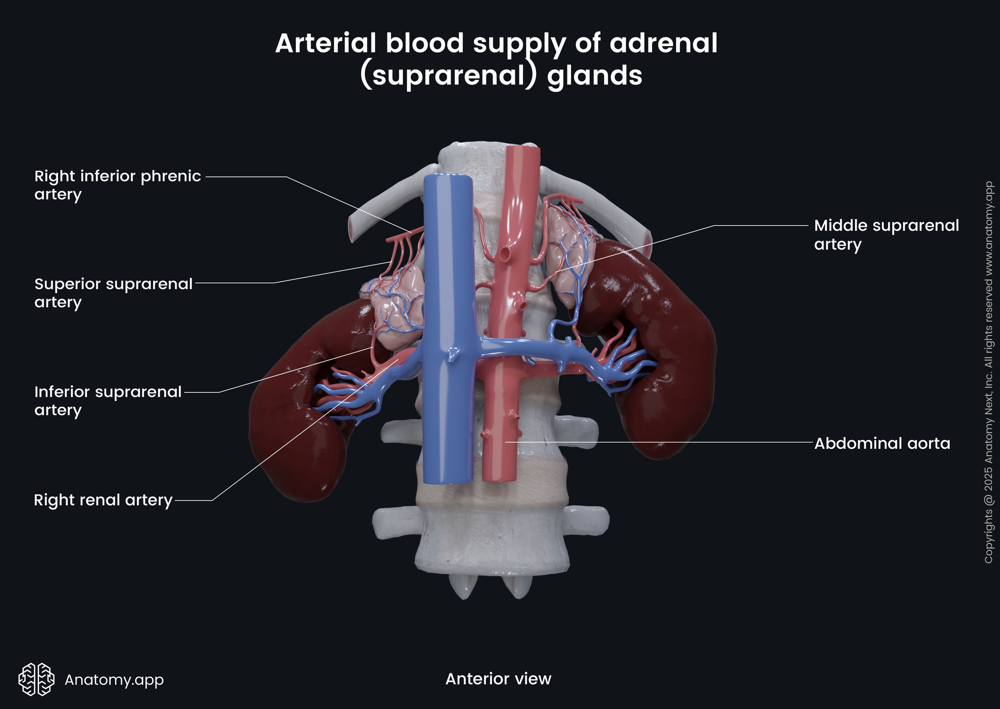 Arterial blood supply of adrenal
(suprarenal) glands
Right inferior phrenic
artery
Middle suprarenal
artery
Superior suprarenal
artery
Inferior suprarenal
artery
Abdominal aorta
Right renal artery
Copyrights @ 2025 Anatomy Next, Inc. All rights reserved www.anatomy.app
Anatomy.app
Anterior view